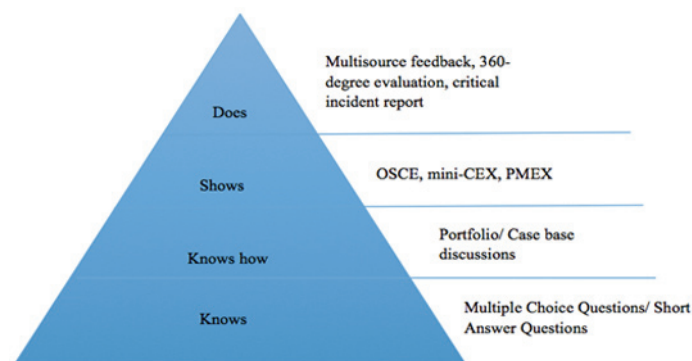 Multisource feedback, 360-
degree evaluation, critical
incident report
Does
OSCE, mini-CEX, PMEX
Shows
Portfolio/ Case base
discussions
Knows how
Multiple Choice Questions/ Short
Answer Questions
Knows